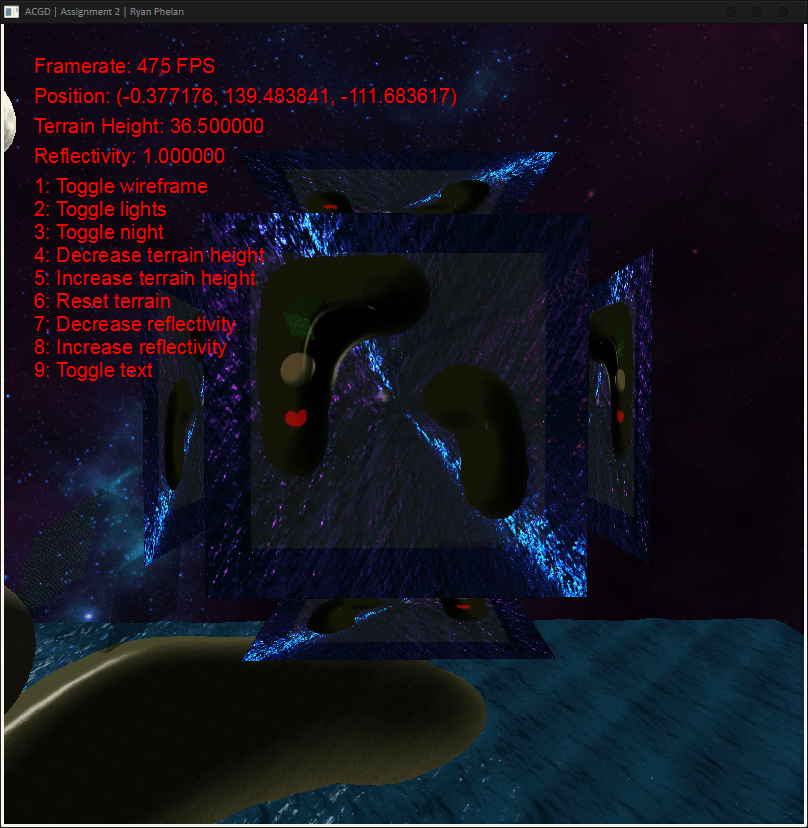 ACGD | Assignment 2 | Ryan Phelan
Framerate: 475 FPS
Position: (-0.377176, 139.483841, -111.683617)
Terrain Height: 36.500000
Reflectivity: 1.000000
1: Toggle wireframe
2: Toggle lights
3: Toggle night
4: Decrease terrain height
5: Increase terrain height
6: Reset terrain
7: Decrease reflectivity
8: Increase reflectivity
9: Toggle text